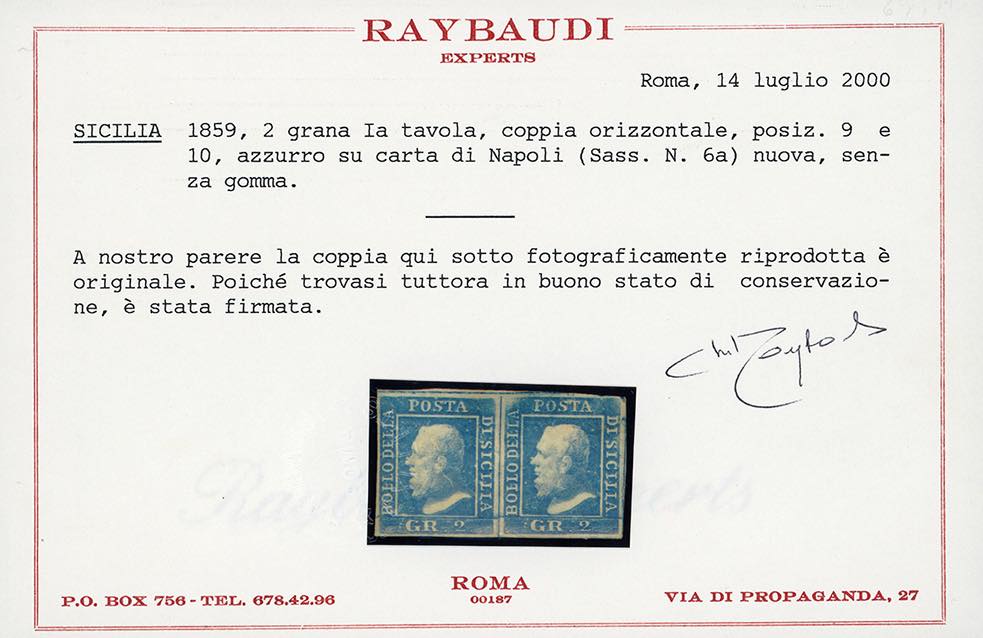 RAYBAUDI
EXPERTS
Roma, 14 luglio 2000
SICILIA 1859, 2 grana Ia tavola, coppia orizzontale, posiz. 9 e
10, azzurro su carta di Napoli (Sass. N. 6a) nuova, sen-
za gomma.
A nostro parere la coppia qui sotto fotograficamente riprodotta è
originale. Poiché trovasi tuttora in buono stato di conservazio-
ne, è stata firmata.
POSTA
BOLLO DELLA
DI SICILIA
GR. 2
POSTA
BOLLO DELLA
DI SICILIA
GR. 2
P.O. BOX 756 - TEL. 678.42.96
ROMA
00187
VIA DI PROPAGANDA, 27